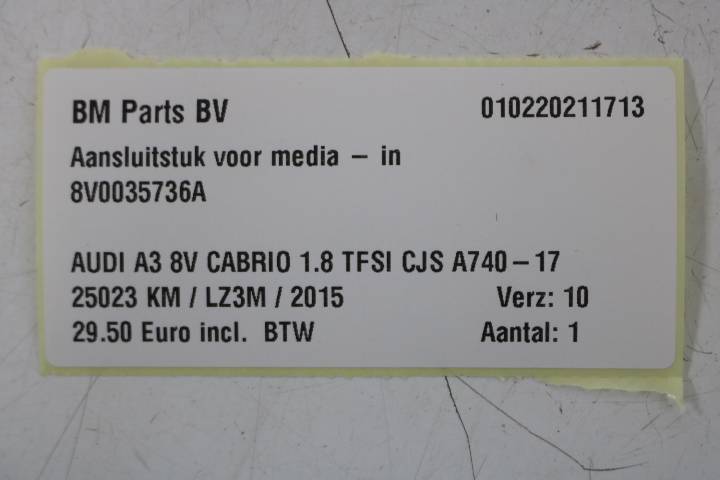 BM Parts BV 010220211713
Aansluitstuk voor media – in
8V0035736A
AUDI A3 8V CABRIO 1.8 TFSI CJS A740–17
25023 KM / LZ3M / 2015 Verz: 10
29.50 Euro incl. BTW Aantal: 1